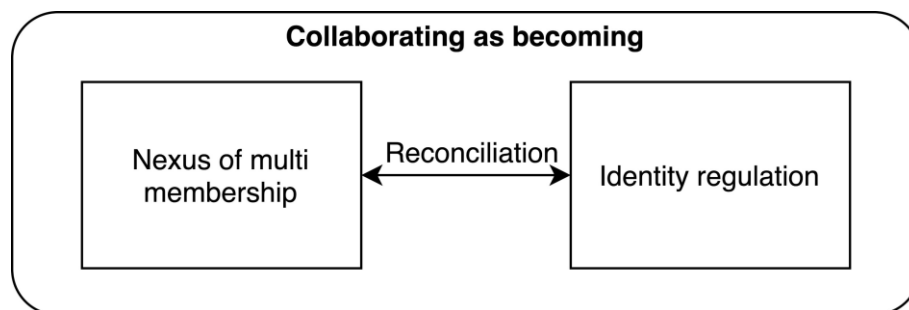 Collaborating as becoming
Nexus of multi
membership
Reconciliation
Identity regulation